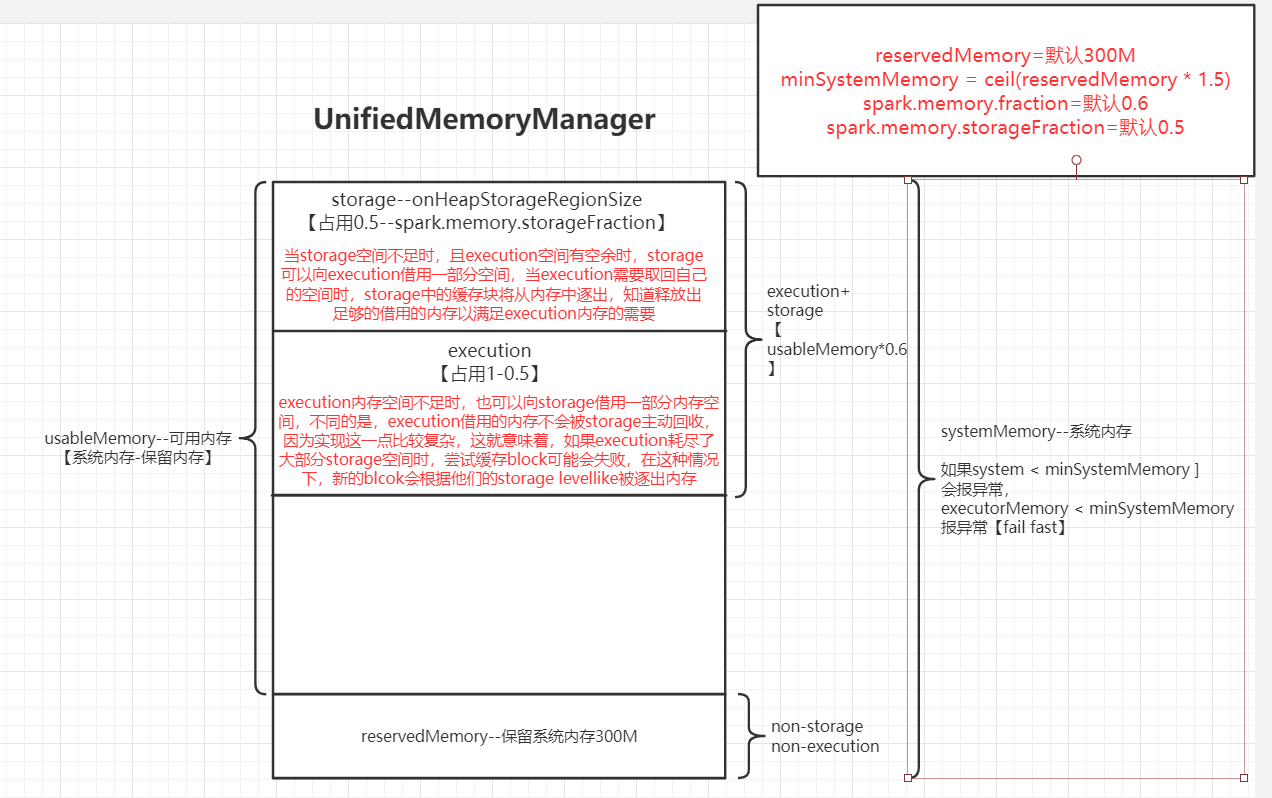 reservedMemory=默认300M
minSystemMemory = ceil(reservedMemory * 1.5)
spark.memory.fraction=默认0.6
spark.memory.storageFraction=默认0.5
UnifiedMemoryManager
storage--onHeapStorageRegionSize
【占用0.5--spark.memory.storageFraction】
当storage空间不足时，且execution空间有空余时，storage
可以向execution借用一部分空间，当execution需要取回自己
的空间时，storage中的缓存块将从内存中逐出，知道释放出
足够的借用的内存以满足execution内存的需要
execution
【占用1-0.5】
execution内存空间不足时，也可以向storage借用一部分内存空
间，不同的是，execution借用的内存不会被storage主动回收，
因为实现这一点比较复杂，这就意味着，如果execution耗尽了
大部分storage空间时，尝试缓存block可能会失败，在这种情况
下，新的blcok会根据他们的storage levellike被逐出内存
execution+
storage
【
usableMemory*0.6
】
usableMemory--可用内存
【系统内存-保留内存】
systemMemory--系统内存
如果system < minSystemMemory ]
会报异常，
executorMemory < minSystemMemory
报异常【fail fast】
reservedMemory--保留系统内存300M
non-storage
non-execution